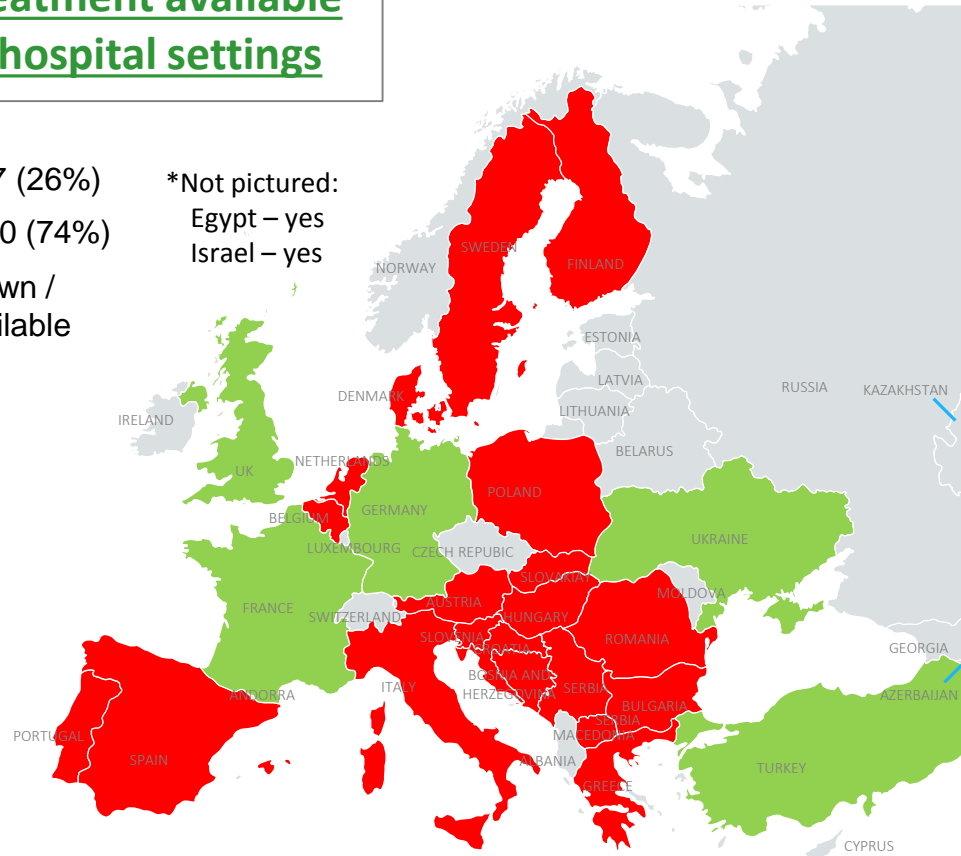 eatment available
hospital settings
7 (26%)
0 (74%)
wn /
ilable
*Not pictured:
Egypt – yes
Israel – yes
NORWAY
SWEDEN
FINLAND
ESTONIA
LATVIA
LITHUANIA
BELARUS
RUSSIA
KAZAKHSTAN
DENMARK
IRELAND
UK
NETHERLANDS
BELGIUM
GERMANY
POLAND
LUXEMBOURG
CZECH REPUBIC
UKRAINE
SLOVAKIAT
MOLDOVA
FRANCE
SWITZERLAND
AUSTRIA
HUNGARY
SLOVENIA
CROATIA
ROMANIA
GEORGIA
ANDORRA
ITALY
BOSNIA AND
HERZEGOVINA
SERBIA
BULGARIA
AZERBAIJAN
SERBIA
MACEDONIA
PORTUGAL
SPAIN
ALBANIA
GREECE
TURKEY
CYPRUS